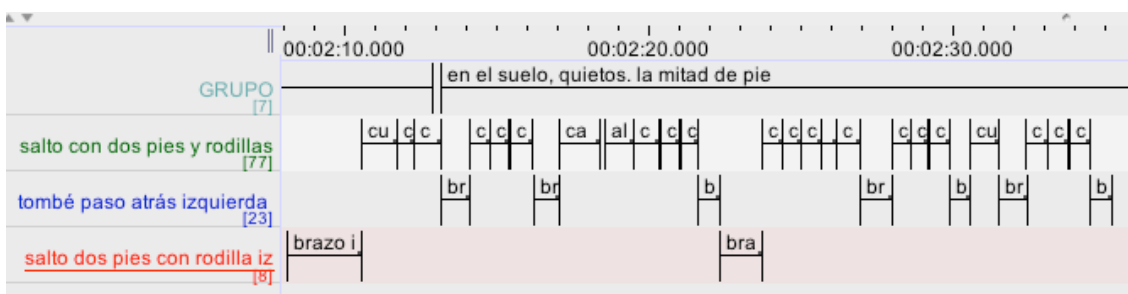 00:02:10.000 00:02:20.000 00:02:30.000
GRUPO en el suelo, quietos. la mitad de pie
[7]
salto con dos pies y rodillas cu c c c c c ca al c c c c c c c c c c cu c c c
[77]
tombé paso atrás izquierda br br b br b br b
[23]
salto dos pies con rodilla iz brazo i bra
[8]